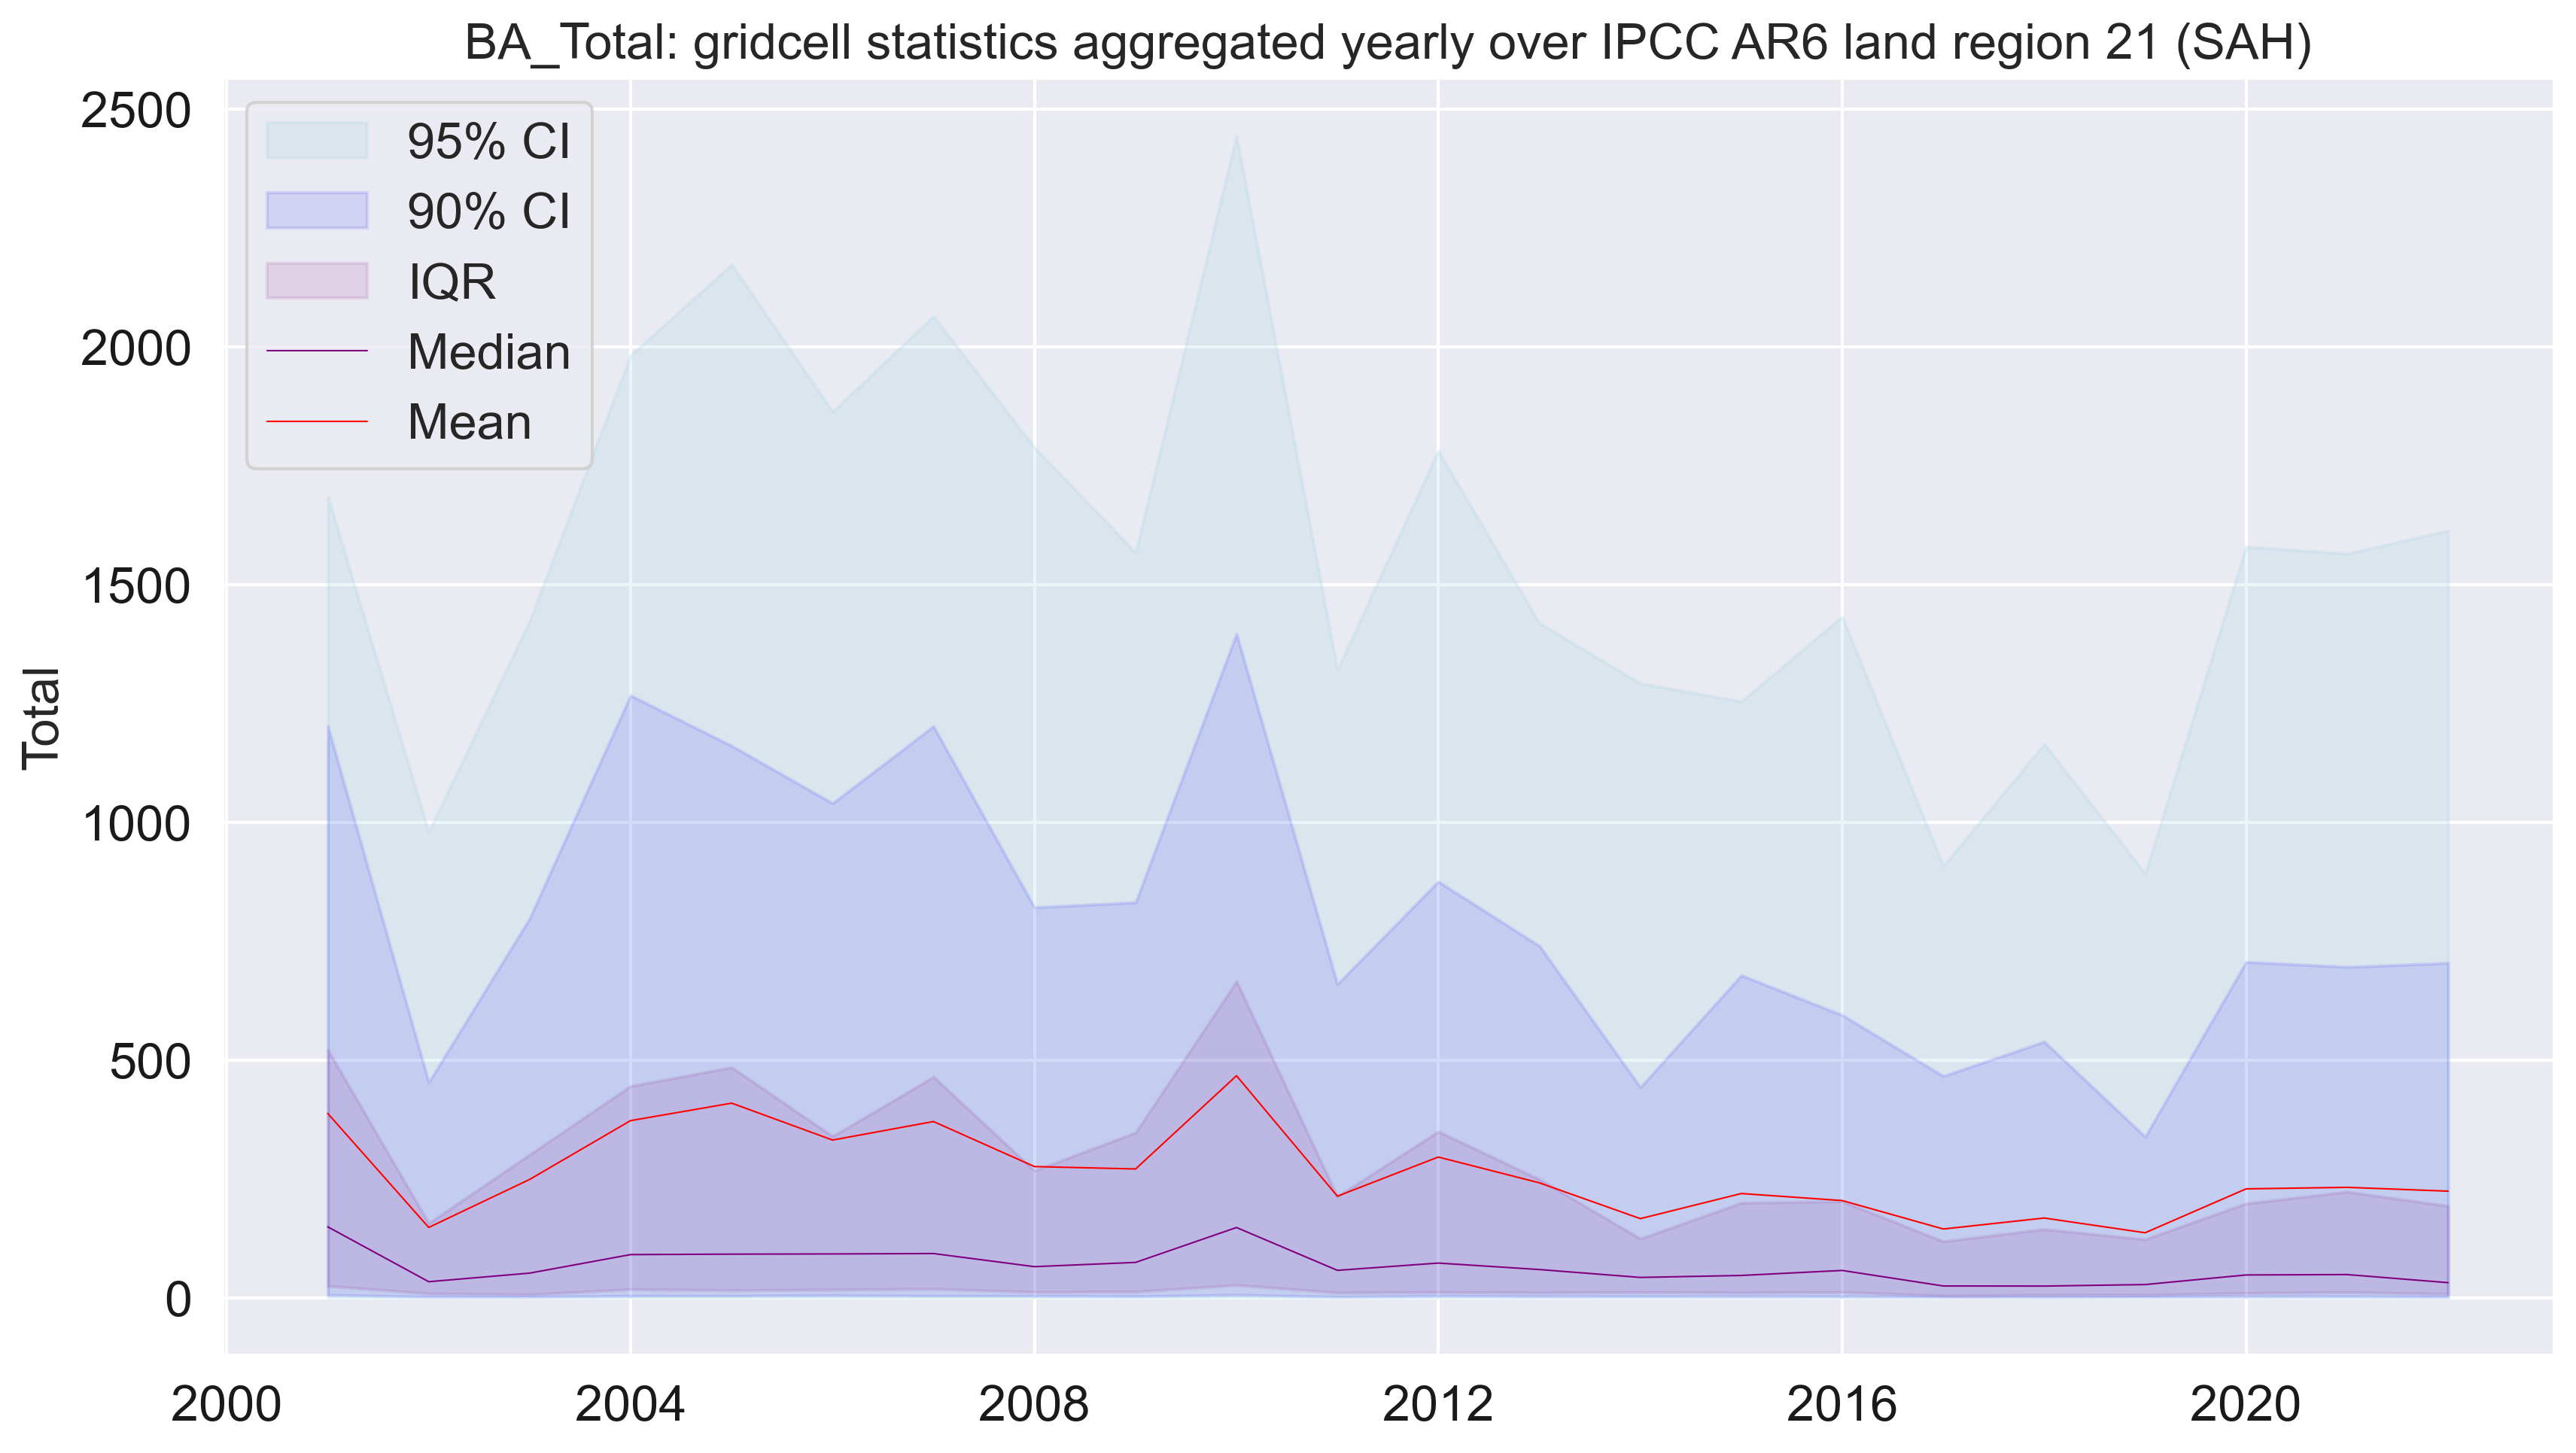 BA_Total: gridcell statistics aggregated yearly over IPCC AR6 land region 21 (SAH)
2500
2000
1500
1000
500
0
Total
95% CI
90% CI
IQR
Median
Mean
2000
2004
2008
2012
2016
2020